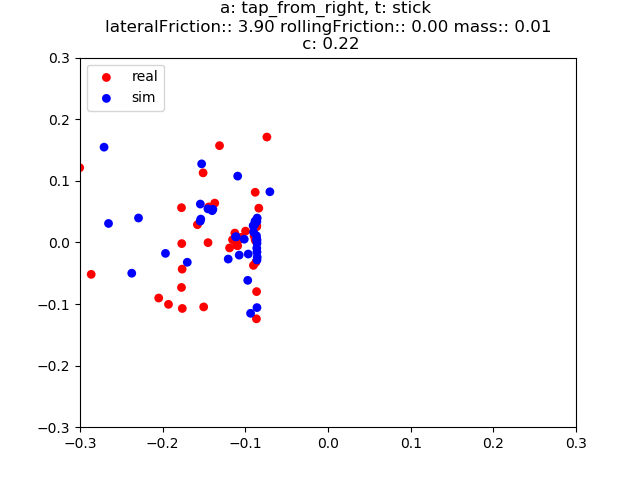 a: tap_from_right, t: stick
lateralFriction:: 3.90 rollingFriction:: 0.00 mass:: 0.01
c: 0.22
0.3
real
sim
0.2
0.1
0.0
−0.1
−0.2
−0.3
−0.3
−0.2
−0.1
0.0
0.1
0.2
0.3